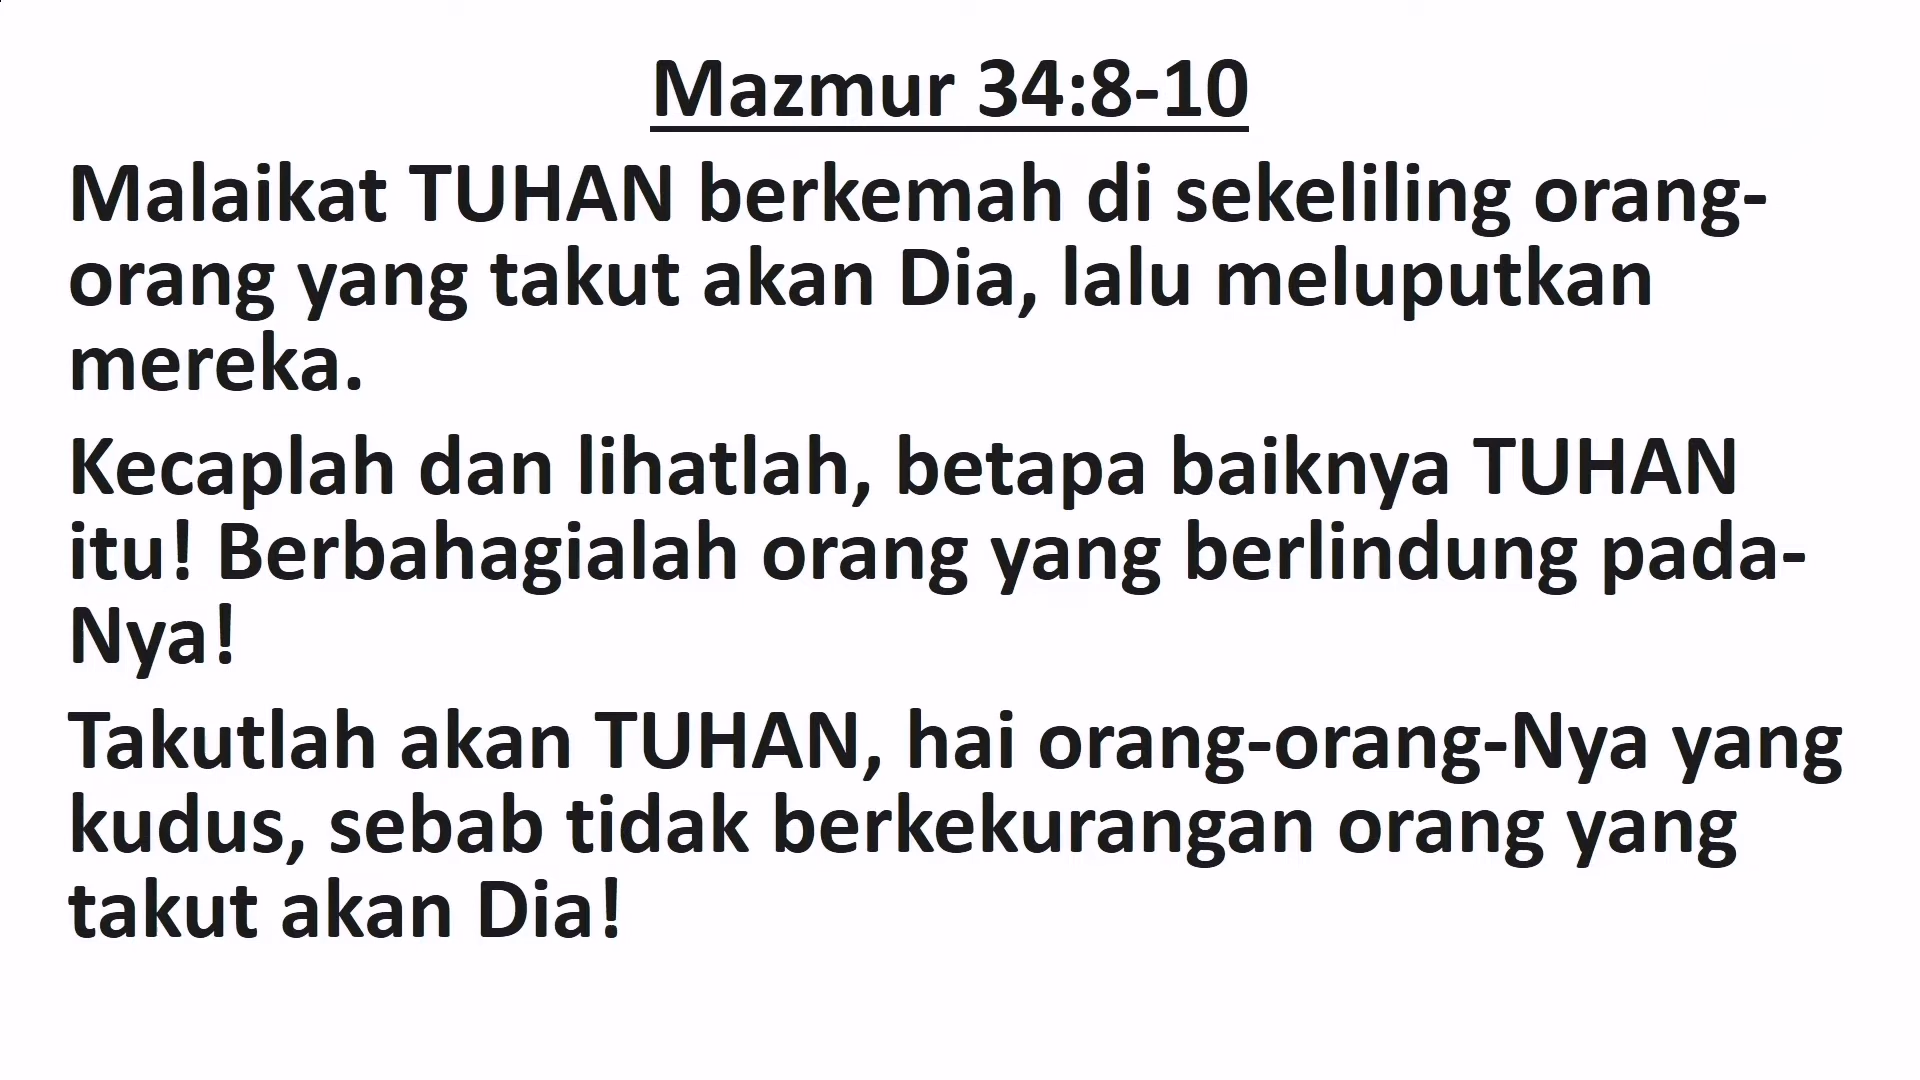 Mazmur 34:8-10
Malaikat TUHAN berkemah di sekeliling orang-
orang yang takut akan Dia, lalu meluputkan
mereka.
Kecaplah dan lihatlah, betapa baiknya TUHAN
itu! Berbahagialah orang yang berlindung pada-
Nya!
Takutlah akan TUHAN, hai orang-orang-Nya yang
kudus, sebab tidak berkekurangan orang yang
takut akan Dia!